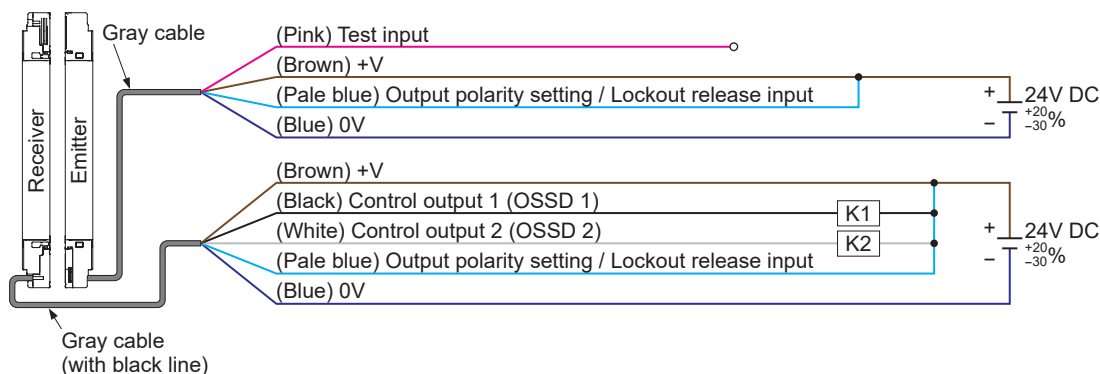 Gray cable
Receiver
Emitter
(Pink) Test input
(Brown) +V
(Pale blue) Output polarity setting / Lockout release input
(Blue) 0V
+
−
24V DC
+20
−30%
(Brown) +V
(Black) Control output 1 (OSSD 1)
K1
(White) Control output 2 (OSSD 2)
K2
(Pale blue) Output polarity setting / Lockout release input
(Blue) 0V
+
−
24V DC
+20
−30%
Gray cable
(with black line)